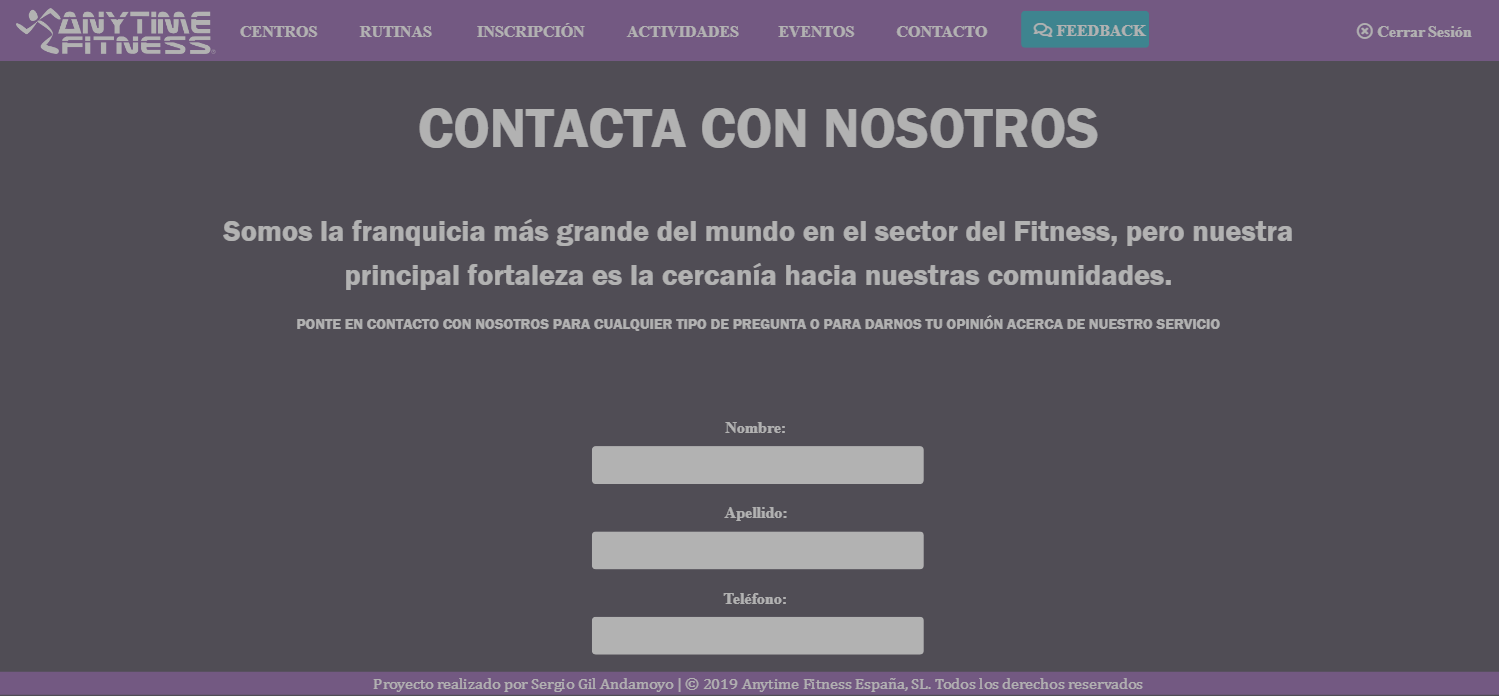 ANYTIME
FITNESS®
CENTROS RUTINAS INSCRIPCIÓN ACTIVIDADES EVENTOS CONTACTO FEEDBACK Cerrar Sesión
CONTACTA CON NOSOTROS
Somos la franquicia más grande del mundo en el sector del Fitness, pero nuestra
principal fortaleza es la cercanía hacia nuestras comunidades.
PONTE EN CONTACTO CON NOSOTROS PARA CUALQUIER TIPO DE PREGUNTA O PARA DARNOS TU OPINIÓN ACERCA DE NUESTRO SERVICIO
Nombre:
Apellido:
Teléfono:
Proyecto realizado por Sergio Gil Andamoyo | © 2019 Anytime Fitness España, SL. Todos los derechos reservados